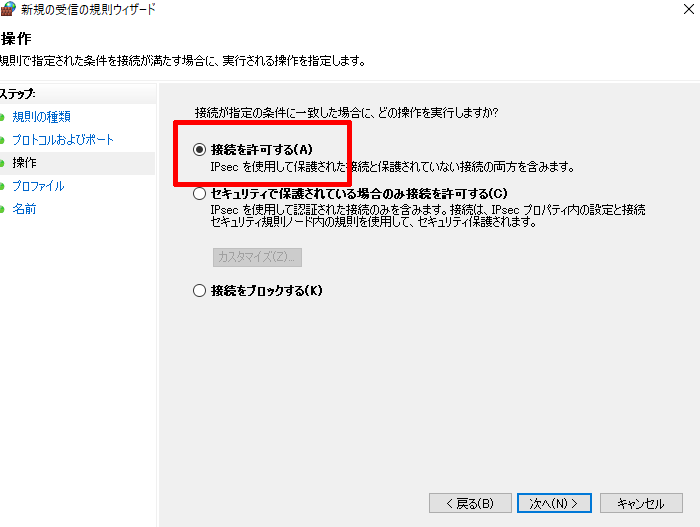 新規の受信の規則ウィザード
操作
規則で指定された条件を接続が満たす場合に、実行される操作を指定します。
ステップ:
規則の種類
プロトコルおよびポート
操作
プロファイル
名前
接続が指定の条件に一致した場合に、どの操作を実行しますか?
接続を許可する(A)
IPsec を使用して保護された接続と保護されていない接続の両方を含みます。
セキュリティで保護されている場合のみ接続を許可する(C)
IPsec を使用して認証された接続のみを含みます。接続は、IPsec プロパティ内の設定と接続
セキュリティ規則ノード内の規則を使用して、セキュリティ保護されます。
カスタマイズ(Z)...
接続をブロックする(K)
< 戻る(B)
次へ(N) >
キャンセル